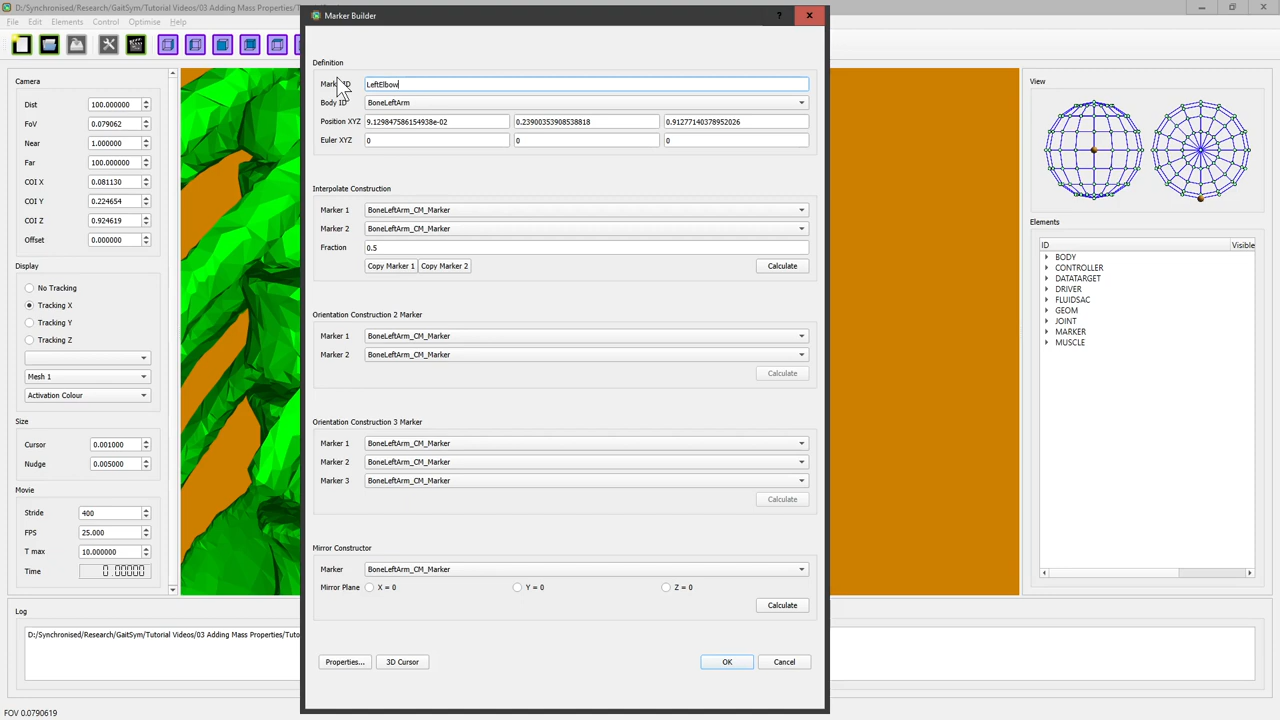 D:/Synchronised/Research/GaitSym/Tutorial Videos/03 Adding Mass Properties/Tuto
File Edit Elements Control Optimise Help
Marker Builder
?
Camera
Dist 100.000000
FoV 0.079062
Near 1.000000
Far 100.000000
COI X 0.081130
COI Y 0.224654
COI Z 0.924619
Offset 0.000000
Display
No Tracking
Tracking X
Tracking Y
Tracking Z
Mesh 1
Activation Colour
Size
Cursor 0.001000
Nudge 0.005000
Movie
Stride 400
FPS 25.000
T max 10.000000
Time 0 00000
Definition
LeftElbow
Body ID BoneLeftArm
Position XYZ 9.129847586154938e-02 0.23900353908538818 0.91277140378952026
Euler XYZ 0 0 0
Interpolate Construction
Marker 1 BoneLeftArm_CM_Marker
Marker 2 BoneLeftArm_CM_Marker
Fraction 0.5
Copy Marker 1 Copy Marker 2 Calculate
Orientation Construction 2 Marker
Marker 1 BoneLeftArm_CM_Marker
Marker 2 BoneLeftArm_CM_Marker
Calculate
Orientation Construction 3 Marker
Marker 1 BoneLeftArm_CM_Marker
Marker 2 BoneLeftArm_CM_Marker
Marker 3 BoneLeftArm_CM_Marker
Calculate
Mirror Constructor
Marker BoneLeftArm_CM_Marker
Mirror Plane X = 0 Y = 0 Z = 0
Calculate
Properties... 3D Cursor OK Cancel
View
Elements
ID Visible
BODY
CONTROLLER
DATATARGET
DRIVER
FLUIDSAC
GEOM
JOINT
MARKER
MUSCLE
Log
D:/Synchronised/Research/GaitSym/Tutorial Videos/03 Adding Mass Properties/Tuto
FOV 0.0790619